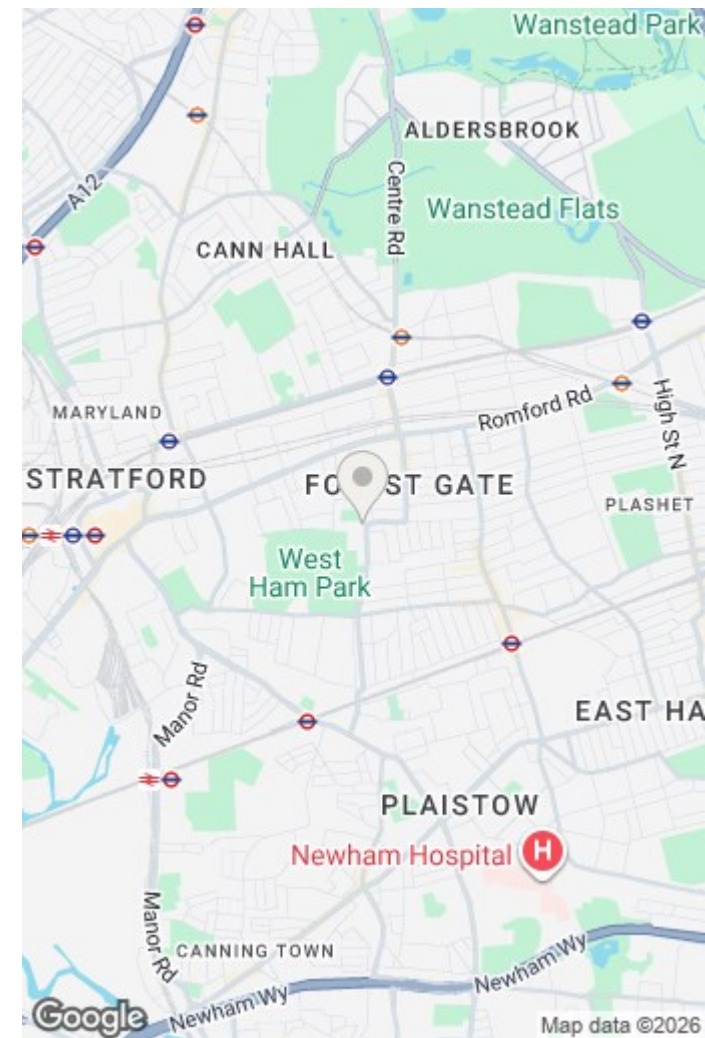 Wanstead Park
ALDERSBROOK
A12
Centre Rd
Wanstead Flats
CANN HALL
High St N
MARYLAND
Romford Rd
STRATFORD
GATE
PLASHET
West
Ham Park
Manor Rd
EAST HA
PLAISTOW
Newham Hospital
H
Manor Rd
CANNING TOWN
Newham Wy
Newham Wy
Google
Map data ©2026